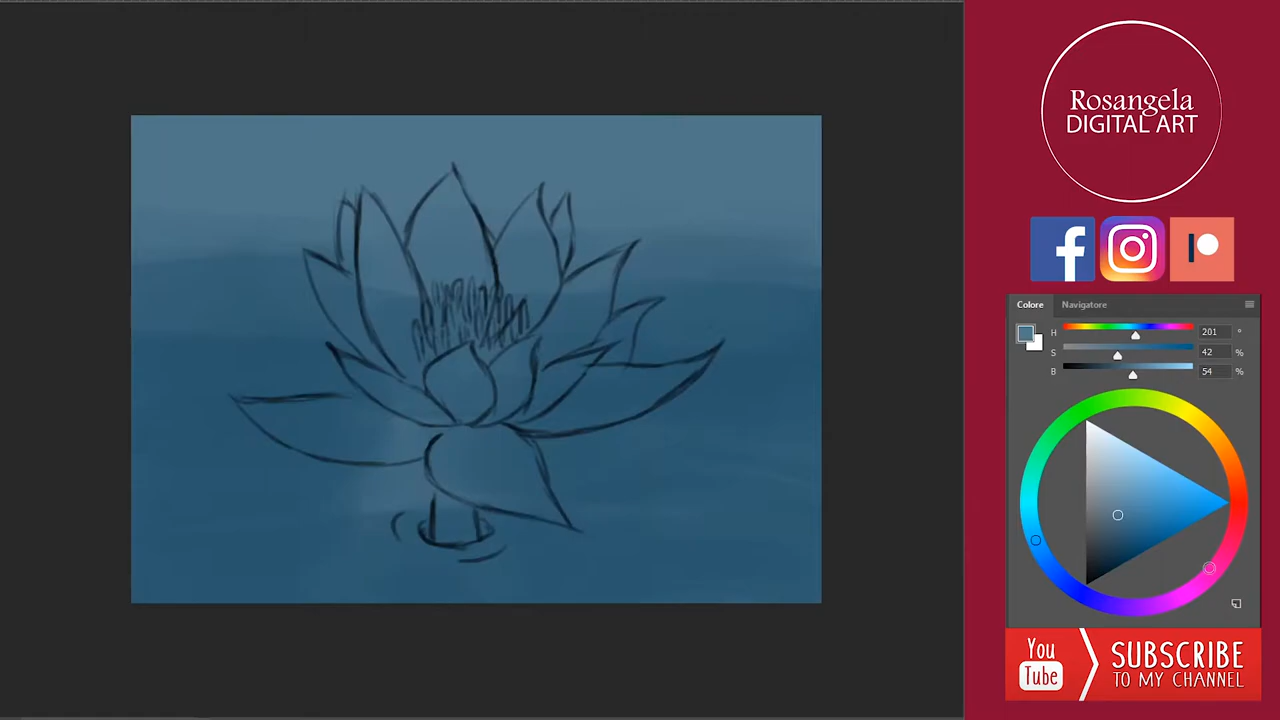 Rosangela
DIGITAL ART
f
P
Colore Navigatore
H 201 °
S 42 %
B 54 %
You
Tube
SUBSCRIBE
TO MY CHANNEL